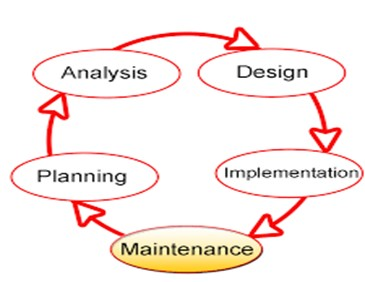 Analysis
Design
Planning
Implementation
Maintenance